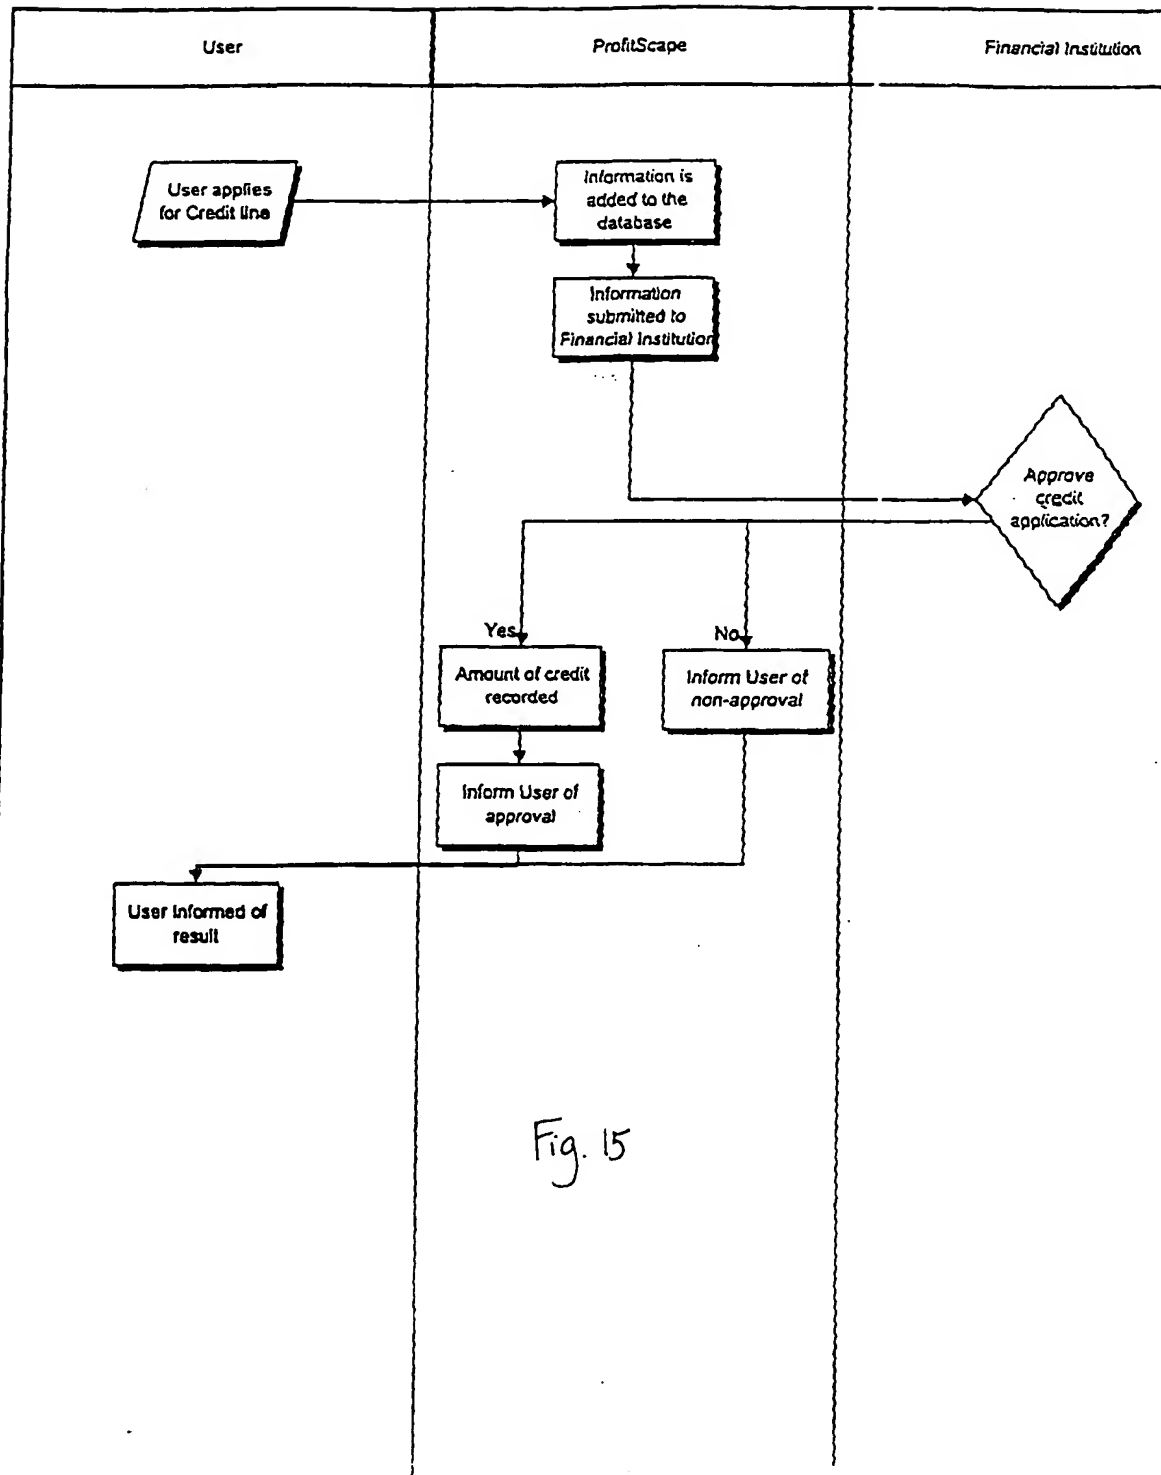 User
ProfitScape
Financial Institution
User applies
for Credit line
Information is
added to the
database
Information
submitted to
Financial Institution
Approve
credit
application?
Yes
No
Amount of credit
recorded
Inform User of
non-approval
Inform User of
approval
User Informed of
result
Fig. 15